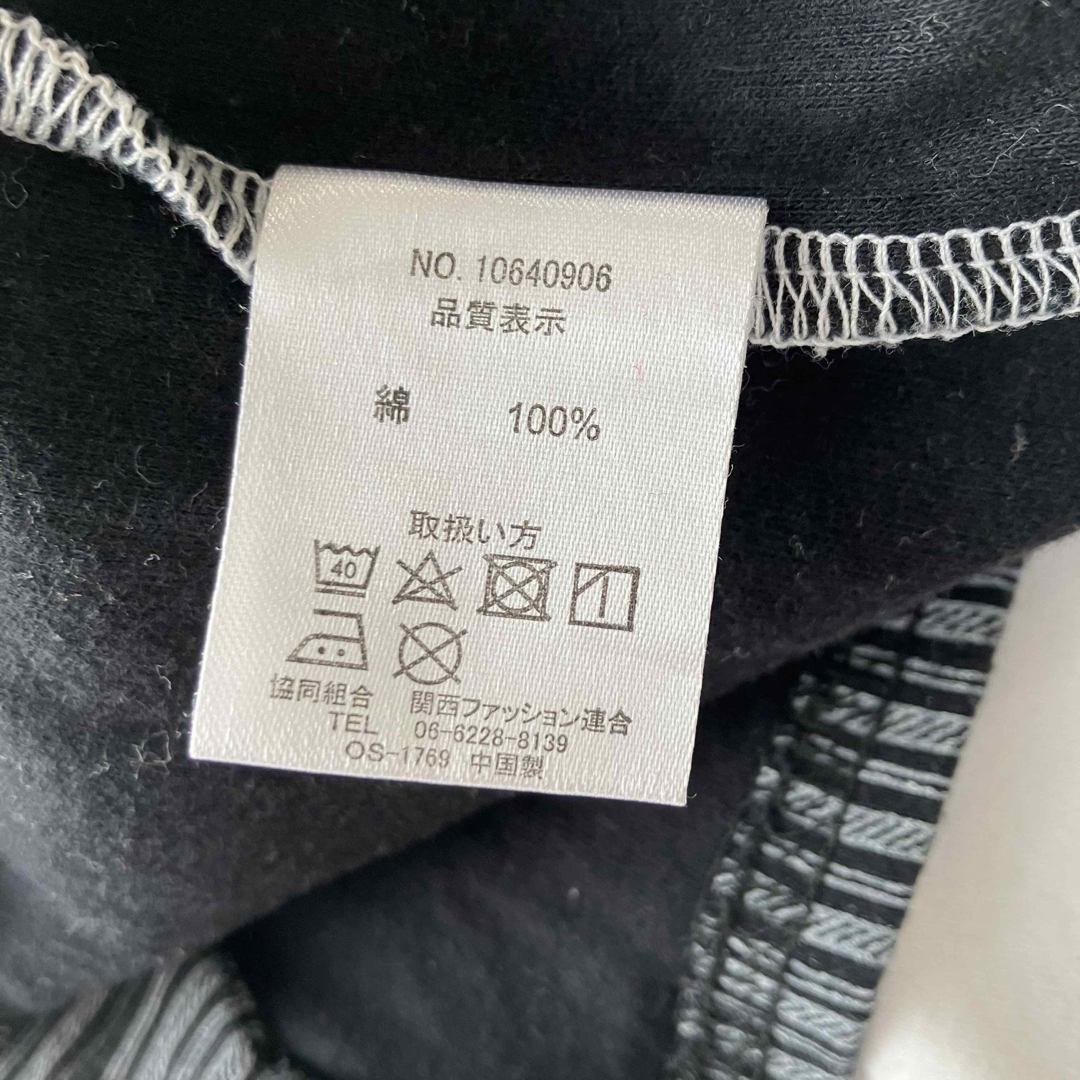 NO. 10640906
品質表示
綿 100%
取扱い方
40
協同組合 関西ファッション連合
TEL 06-6228-8139
OS-1769 中国製